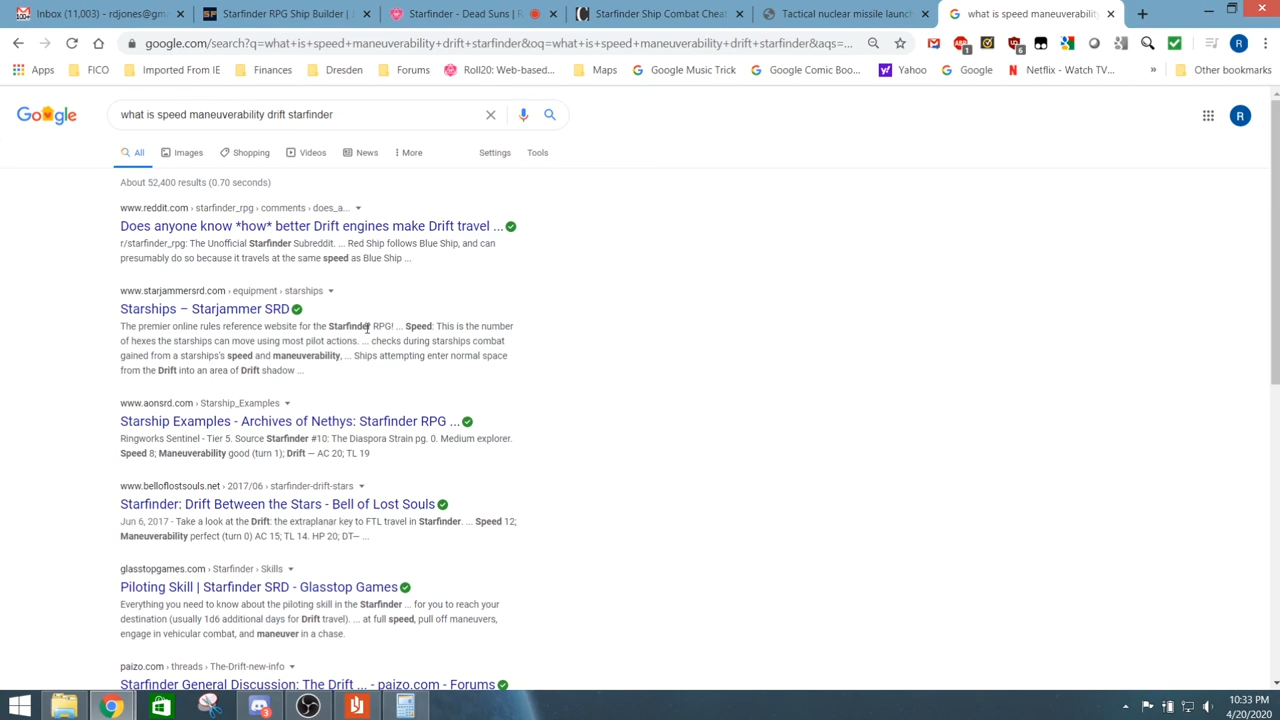 Inbox (11,003) - rdjones@gma
Starfinder RPG Ship Builder |
Starfinder - Dead Suns | R
Starfinder Ship Combat Cheat
Tactical nuclear missile launch
what is speed maneuverability
google.com/search?q=what+is+speed+maneuverability+drift+starfinder&oq=what+is+speed+maneuverability+drift+starfinder&aqs=...
Apps
FICO
Imported From IE
Finances
Dresden
Forums
Roll20: Web-based...
Maps
Google Music Trick
Google Comic Boo...
Yahoo
Google
Netflix - Watch TV...
»
Other bookmarks
Google
what is speed maneuverability drift starfinder
R
All
Images
Shopping
Videos
News
More
Settings
Tools
About 52,400 results (0.70 seconds)
www.reddit.com › starfinder_rpg › comments › does_a...
Does anyone know *how* better Drift engines make Drift travel ...
r/starfinder_rpg: The Unofficial Starfinder Subreddit. ... Red Ship follows Blue Ship, and can
presumably do so because it travels at the same speed as Blue Ship ...
www.starjammersrd.com › equipment › starships
Starships – Starjammer SRD
The premier online rules reference website for the Starfinder RPG! ... Speed: This is the number
of hexes the starships can move using most pilot actions. ... checks during starships combat
gained from a starships's speed and maneuverability, ... Ships attempting enter normal space
from the Drift into an area of Drift shadow ...
www.aonsrd.com › Starship_Examples
Starship Examples - Archives of Nethys: Starfinder RPG ...
Ringworks Sentinel - Tier 5. Source Starfinder #10: The Diaspora Strain pg. 0. Medium explorer.
Speed 8; Maneuverability good (turn 1); Drift — AC 20; TL 19
www.belloflostsouls.net › 2017/06 › starfinder-drift-stars
Starfinder: Drift Between the Stars - Bell of Lost Souls
Jun 6, 2017 - Take a look at the Drift: the extraplanar key to FTL travel in Starfinder. ... Speed 12;
Maneuverability perfect (turn 0) AC 15; TL 14. HP 20; DT— ...
glasstopgames.com › Starfinder › Skills
Piloting Skill | Starfinder SRD - Glasstop Games
Everything you need to know about the piloting skill in the Starfinder ... for you to reach your
destination (usually 1d6 additional days for Drift travel). ... at full speed, pull off maneuvers,
engage in vehicular combat, and maneuver in a chase.
paizo.com › threads › The-Drift-new-info
Starfinder General Discussion: The Drift ... - paizo.com - Forums
10:33 PM
4/20/2020